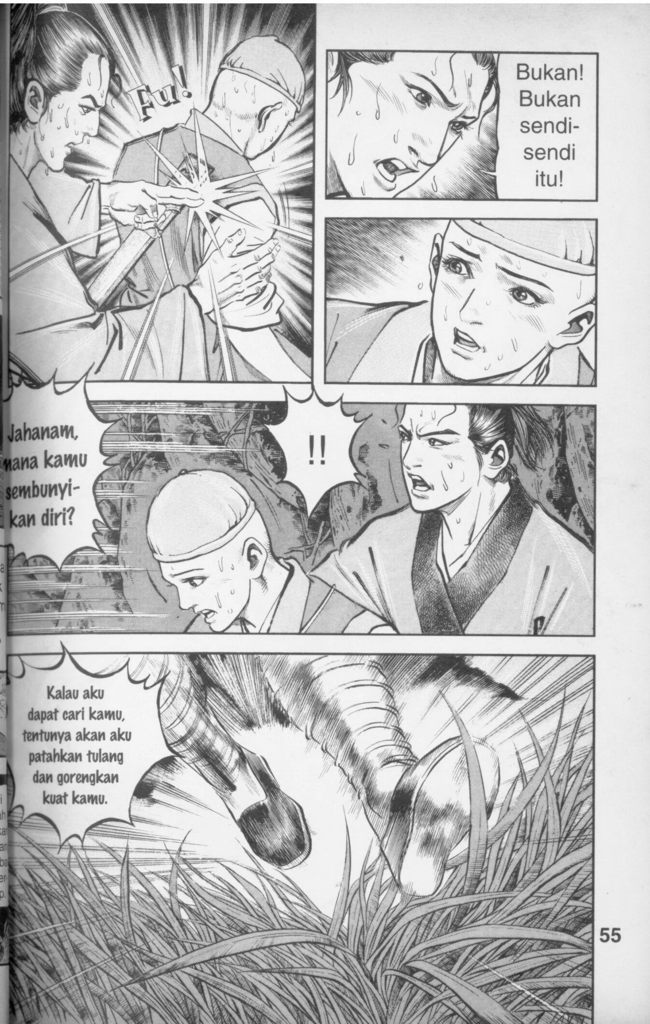 Fu!
Bukan!
Bukan
sendi-
sendi
itu!
Jahanam,
mana kamu
sembunyi-
kan diri?
!!
Kalau aku
dapat cari kamu,
tentunya akan aku
patahkan tulang
dan gorengkan
kuat kamu.
55